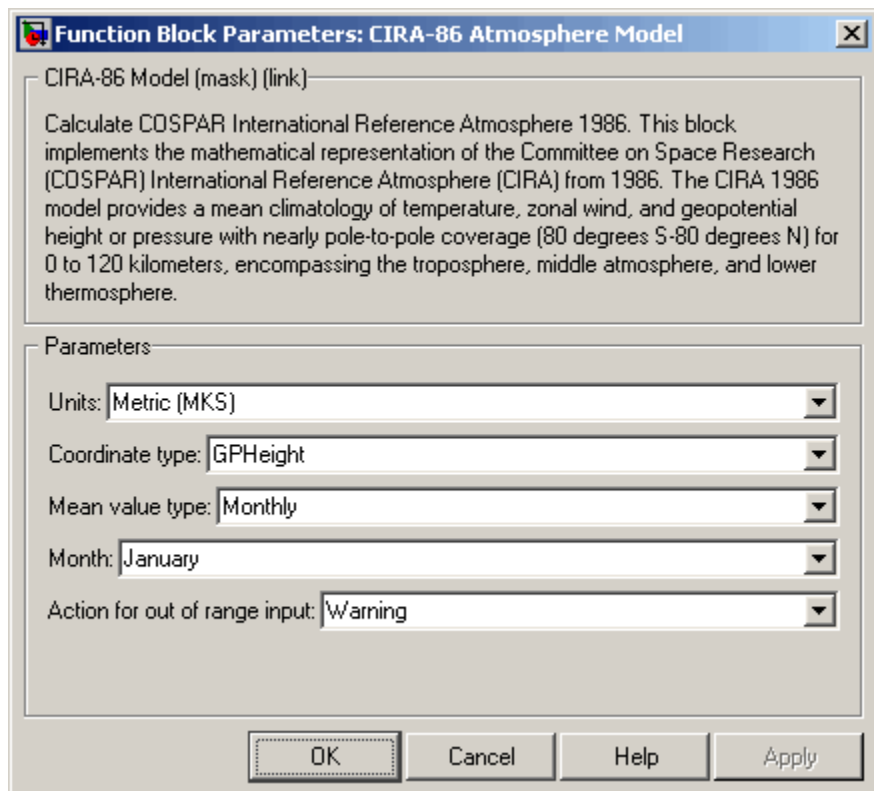 Function Block Parameters: CIRA-86 Atmosphere Model
CIRA-86 Model (mask) (link)
Calculate COSPAR International Reference Atmosphere 1986. This block
implements the mathematical representation of the Committee on Space Research
(COSPAR) International Reference Atmosphere (CIRA) from 1986. The CIRA 1986
model provides a mean climatology of temperature, zonal wind, and geopotential
height or pressure with nearly pole-to-pole coverage (80 degrees S-80 degrees N) for
0 to 120 kilometers, encompassing the troposphere, middle atmosphere, and lower
thermosphere.
Parameters
Units: Metric (MKS)
Coordinate type: GPHeight
Mean value type: Monthly
Month: January
Action for out of range input: Warning
OK Cancel Help Apply